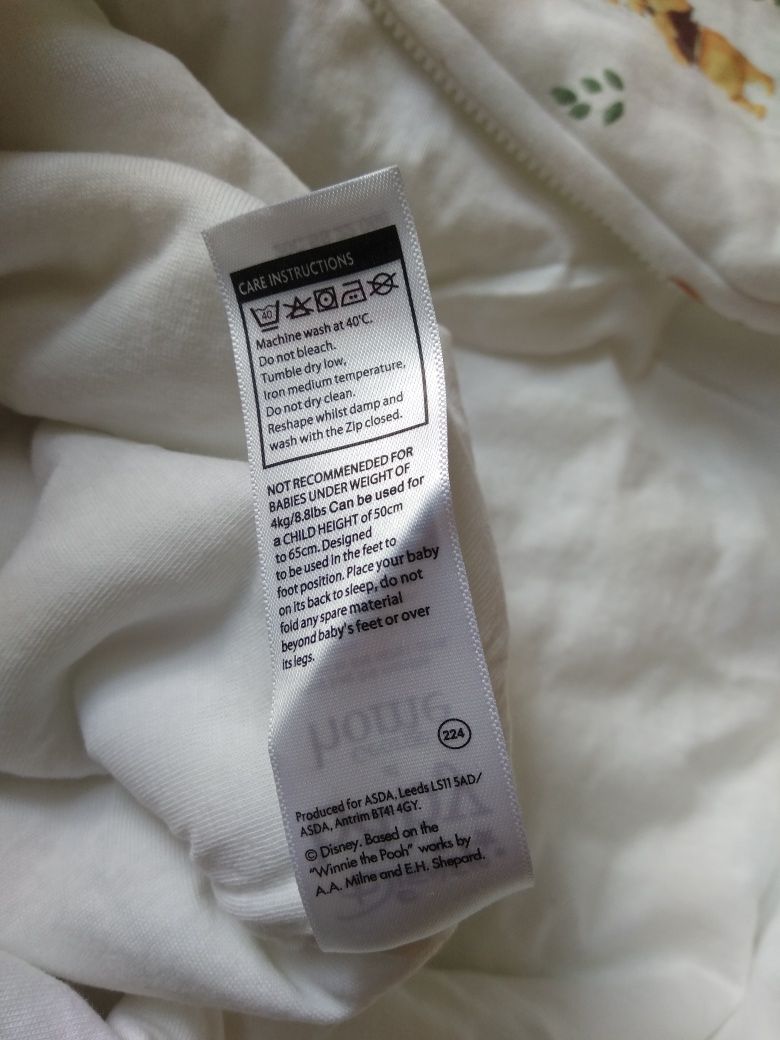 CARE INSTRUCTIONS
40
Machine wash at 40°C.
Do not bleach.
Tumble dry low,
Iron medium temperature,
Do not dry clean.
Reshape whilst damp and
wash with the Zip closed.
NOT RECOMMENEDED FOR
BABIES UNDER WEIGHT OF
4kg/8.8lbs Can be used for
a CHILD HEIGHT of 50cm
to 65cm. Designed
to be used in the feet to
foot position. Place your baby
on its back to sleep, do not
fold any spare material
beyond baby's feet or over
its legs.
home
224
Produced for ASDA, Leeds LS11 5AD/
ASDA, Antrim BT41 4GY.
© Disney. Based on the
"Winnie the Pooh" works by
A.A. Milne and E.H. Shepard.